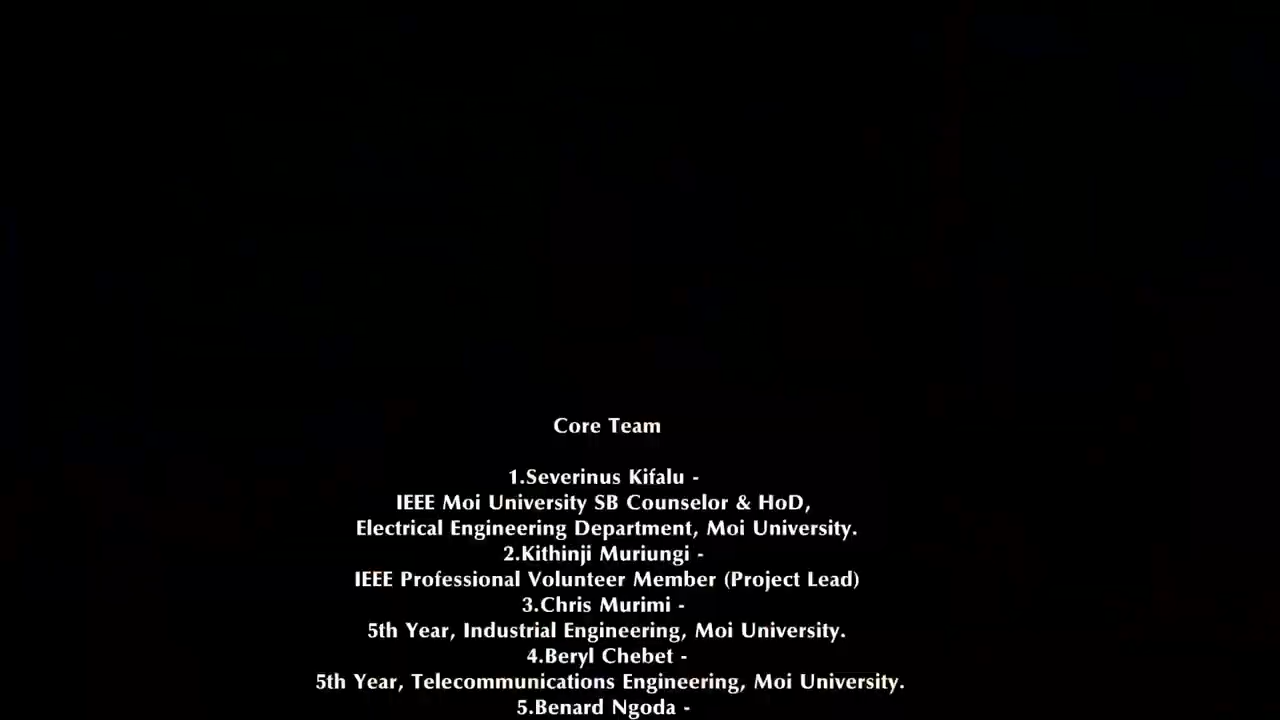 Core Team
1.Severinus Kifalu -
IEEE Moi University SB Counselor & HoD,
Electrical Engineering Department, Moi University.
2.Kithinji Muriungi -
IEEE Professional Volunteer Member (Project Lead)
3.Chris Murimi -
5th Year, Industrial Engineering, Moi University.
4.Beryl Chebet -
5th Year, Telecommunications Engineering, Moi University.
5.Benard Ngoda -